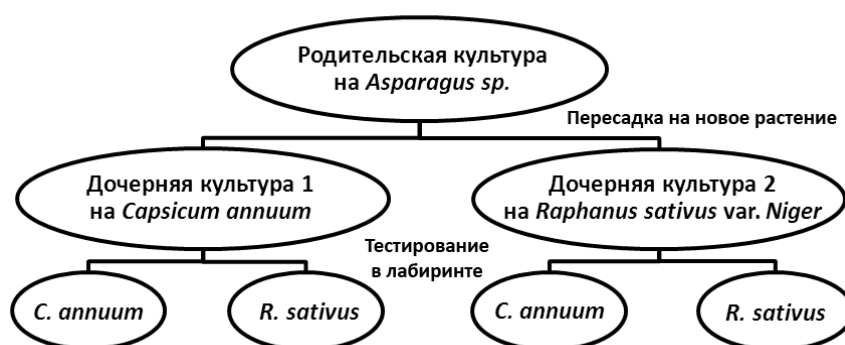 Родительская культура
на Asparagus sp.
Пересадка на новое растение
Дочерняя культура 1
на Capsicum annuum
Дочерняя культура 2
на Raphanus sativus var. Niger
Тестирование
в лабиринте
C. annuum
R. sativus
C. annuum
R. sativus